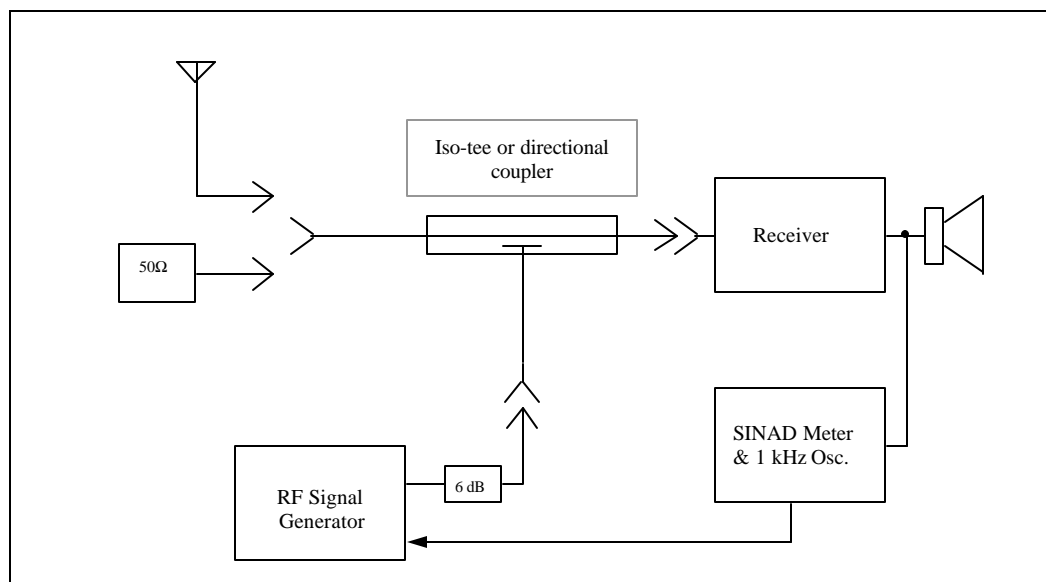 Iso-tee or directional
coupler
Receiver
50Ω
SINAD Meter
& 1 kHz Osc.
6 dB
RF Signal
Generator